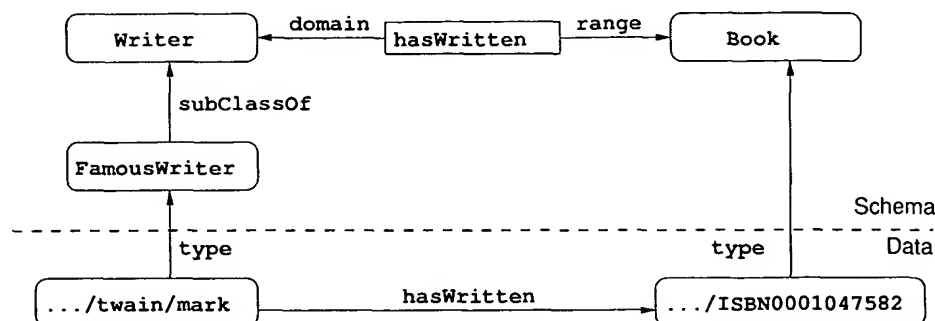 Writer
domain
hasWritten
range
Book
subClassOf
FamousWriter
Schema
type
type
Data
.../twain/mark
hasWritten
.../ISBN0001047582